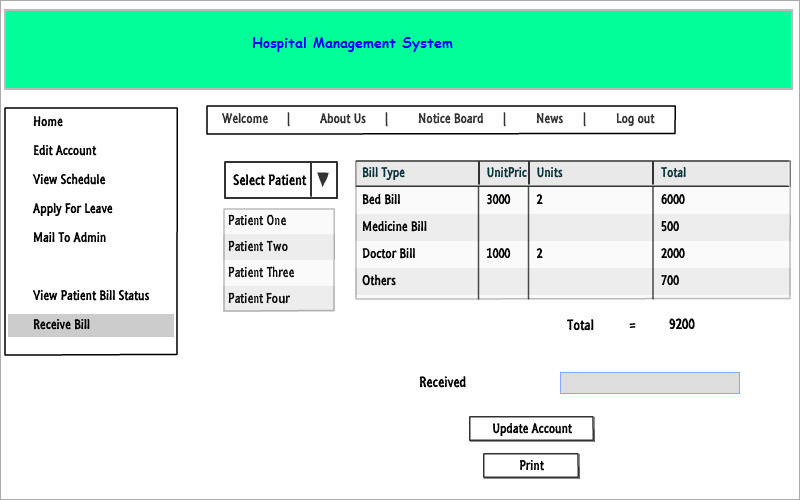 Hospital Management System
Home
Edit Account
View Schedule
Apply For Leave
Mail To Admin
View Patient Bill Status
Receive Bill
Welcome | About Us | Notice Board | News | Log out
Select Patient
Patient One
Patient Two
Patient Three
Patient Four
Bill Type UnitPric Units Total
Bed Bill 3000 2 6000
Medicine Bill 500
Doctor Bill 1000 2 2000
Others 700
Total = 9200
Received
Update Account
Print